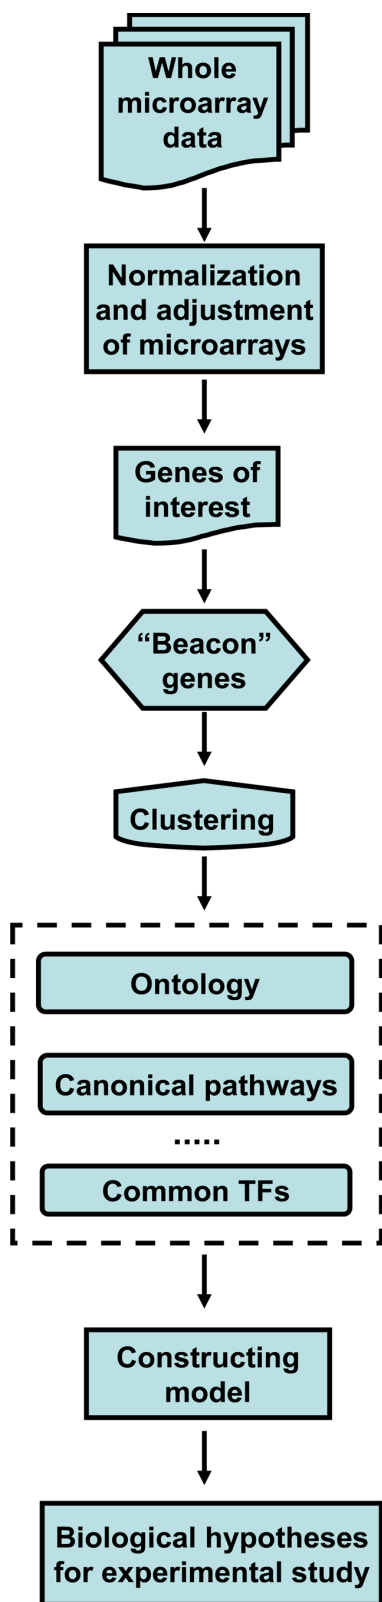 Whole
microarray
data
Normalization
and adjustment
of microarrays
Genes of
interest
“Beacon”
genes
Clustering
Ontology
Canonical pathways
.....
Common TFs
Constructing
model
Biological hypotheses
for experimental study